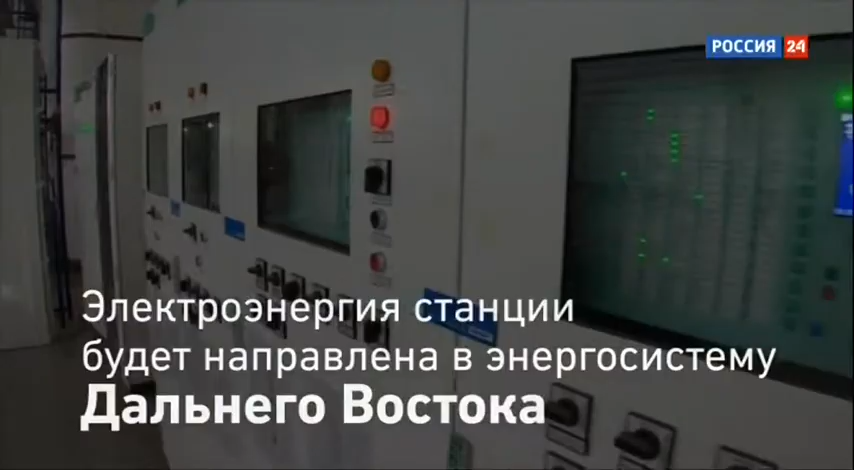 РОССИЯ 24
Электроэнергия станции
будет направлена в энергосистему
Дальнего Востока